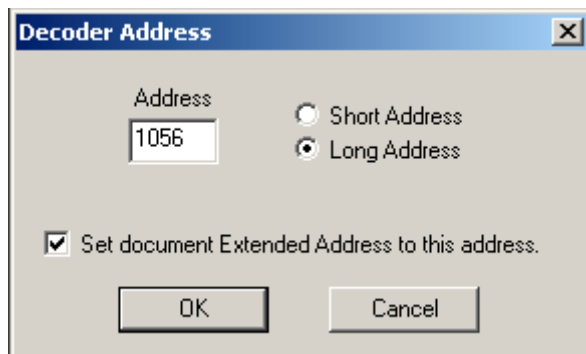 Decoder Address
Address
1056
Short Address
Long Address
Set document Extended Address to this address.
OK
Cancel